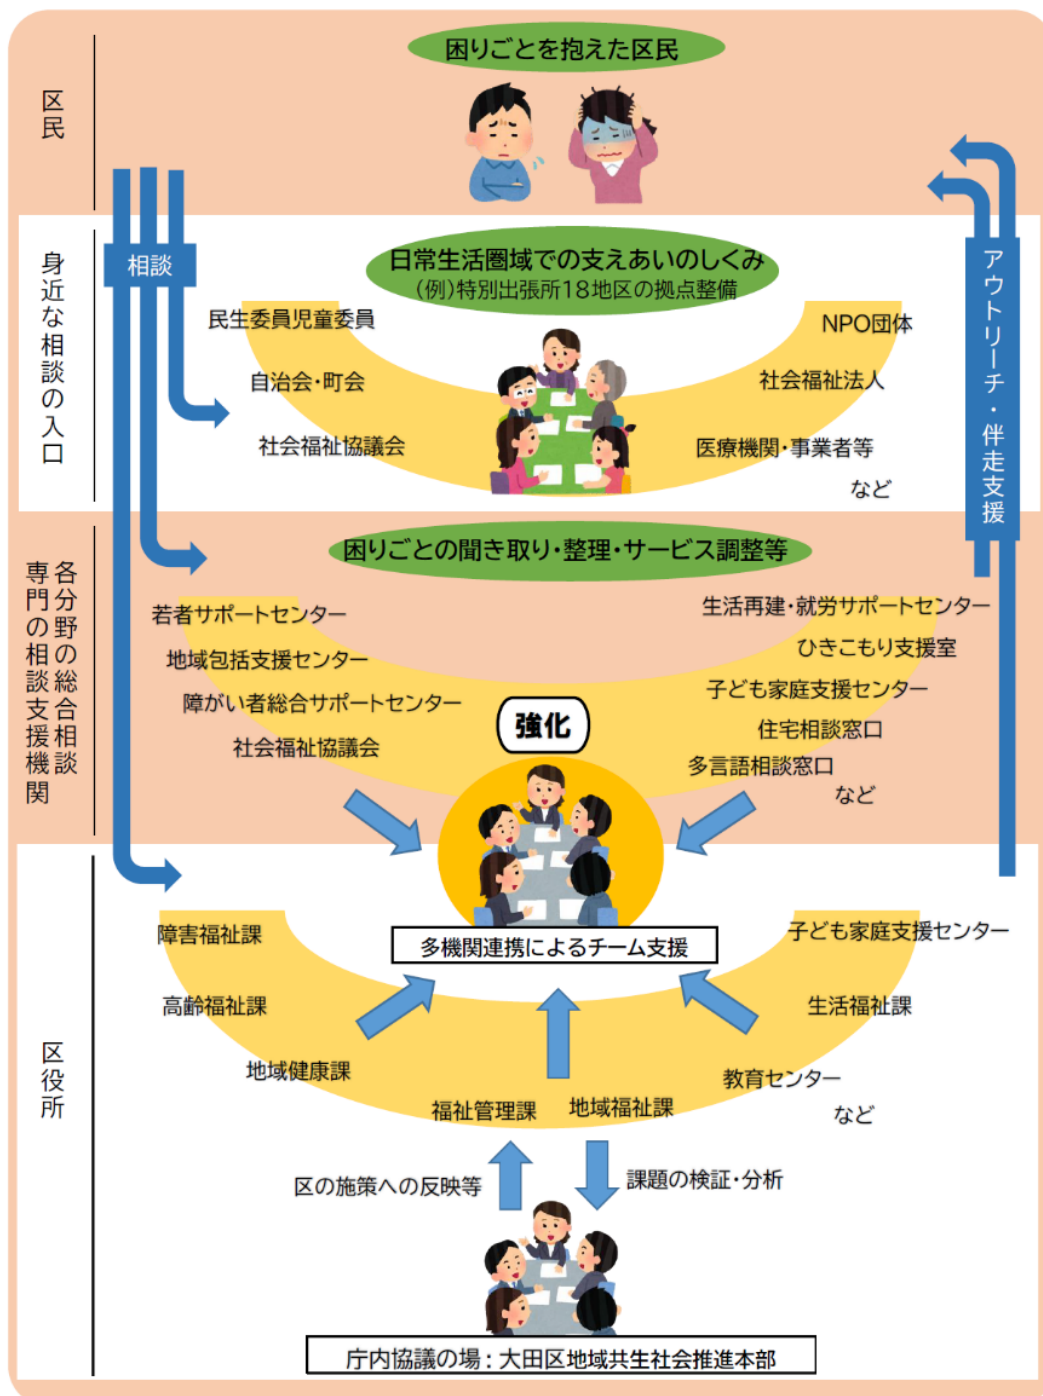 困りごとを抱えた区民
区民
相談
アウトリーチ・伴走支援
身近な相談の入口
日常生活圏域での支えあいのしくみ
(例)特別出張所18地区の拠点整備
民生委員児童委員
自治会・町会
社会福祉協議会
NPO団体
社会福祉法人
医療機関・事業者等
など
各分野の総合相談
専門の相談支援機関
困りごとの聞き取り・整理・サービス調整等
若者サポートセンター
地域包括支援センター
障がい者総合サポートセンター
社会福祉協議会
生活再建・就労サポートセンター
ひきこもり支援室
子ども家庭支援センター
住宅相談窓口
多言語相談窓口
など
強化
多機関連携によるチーム支援
区役所
障害福祉課
高齢福祉課
地域健康課
福祉管理課
地域福祉課
子ども家庭支援センター
生活福祉課
教育センター
など
区の施策への反映等
課題の検証・分析
庁内協議の場:大田区地域共生社会推進本部